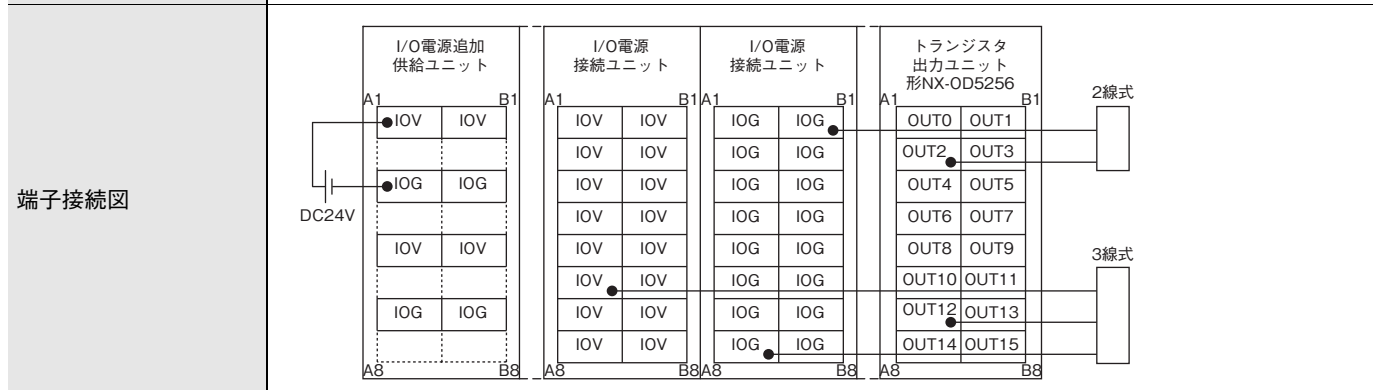 端子接続図
I/O電源追加
供給ユニット
I/O電源
接続ユニット
I/O電源
接続ユニット
トランジスタ
出力ユニット
形NX-OD5256
A1 B1 A1 B1 A1 B1 A1 B1
2線式
IOV IOV IOV IOV IOG IOG OUT0 OUT1
IOV IOV IOG IOG OUT2 OUT3
IOG IOG IOV IOV IOG IOG OUT4 OUT5
DC24V
IOV IOV IOG IOG OUT6 OUT7
IOV IOV IOV IOV IOG IOG OUT8 OUT9
3線式
IOV IOV IOG IOG OUT10 OUT11
IOG IOG IOV IOV IOG IOG OUT12 OUT13
IOV IOV IOG IOG OUT14 OUT15
A8 B8 A8 B8 A8 B8 A8 B8